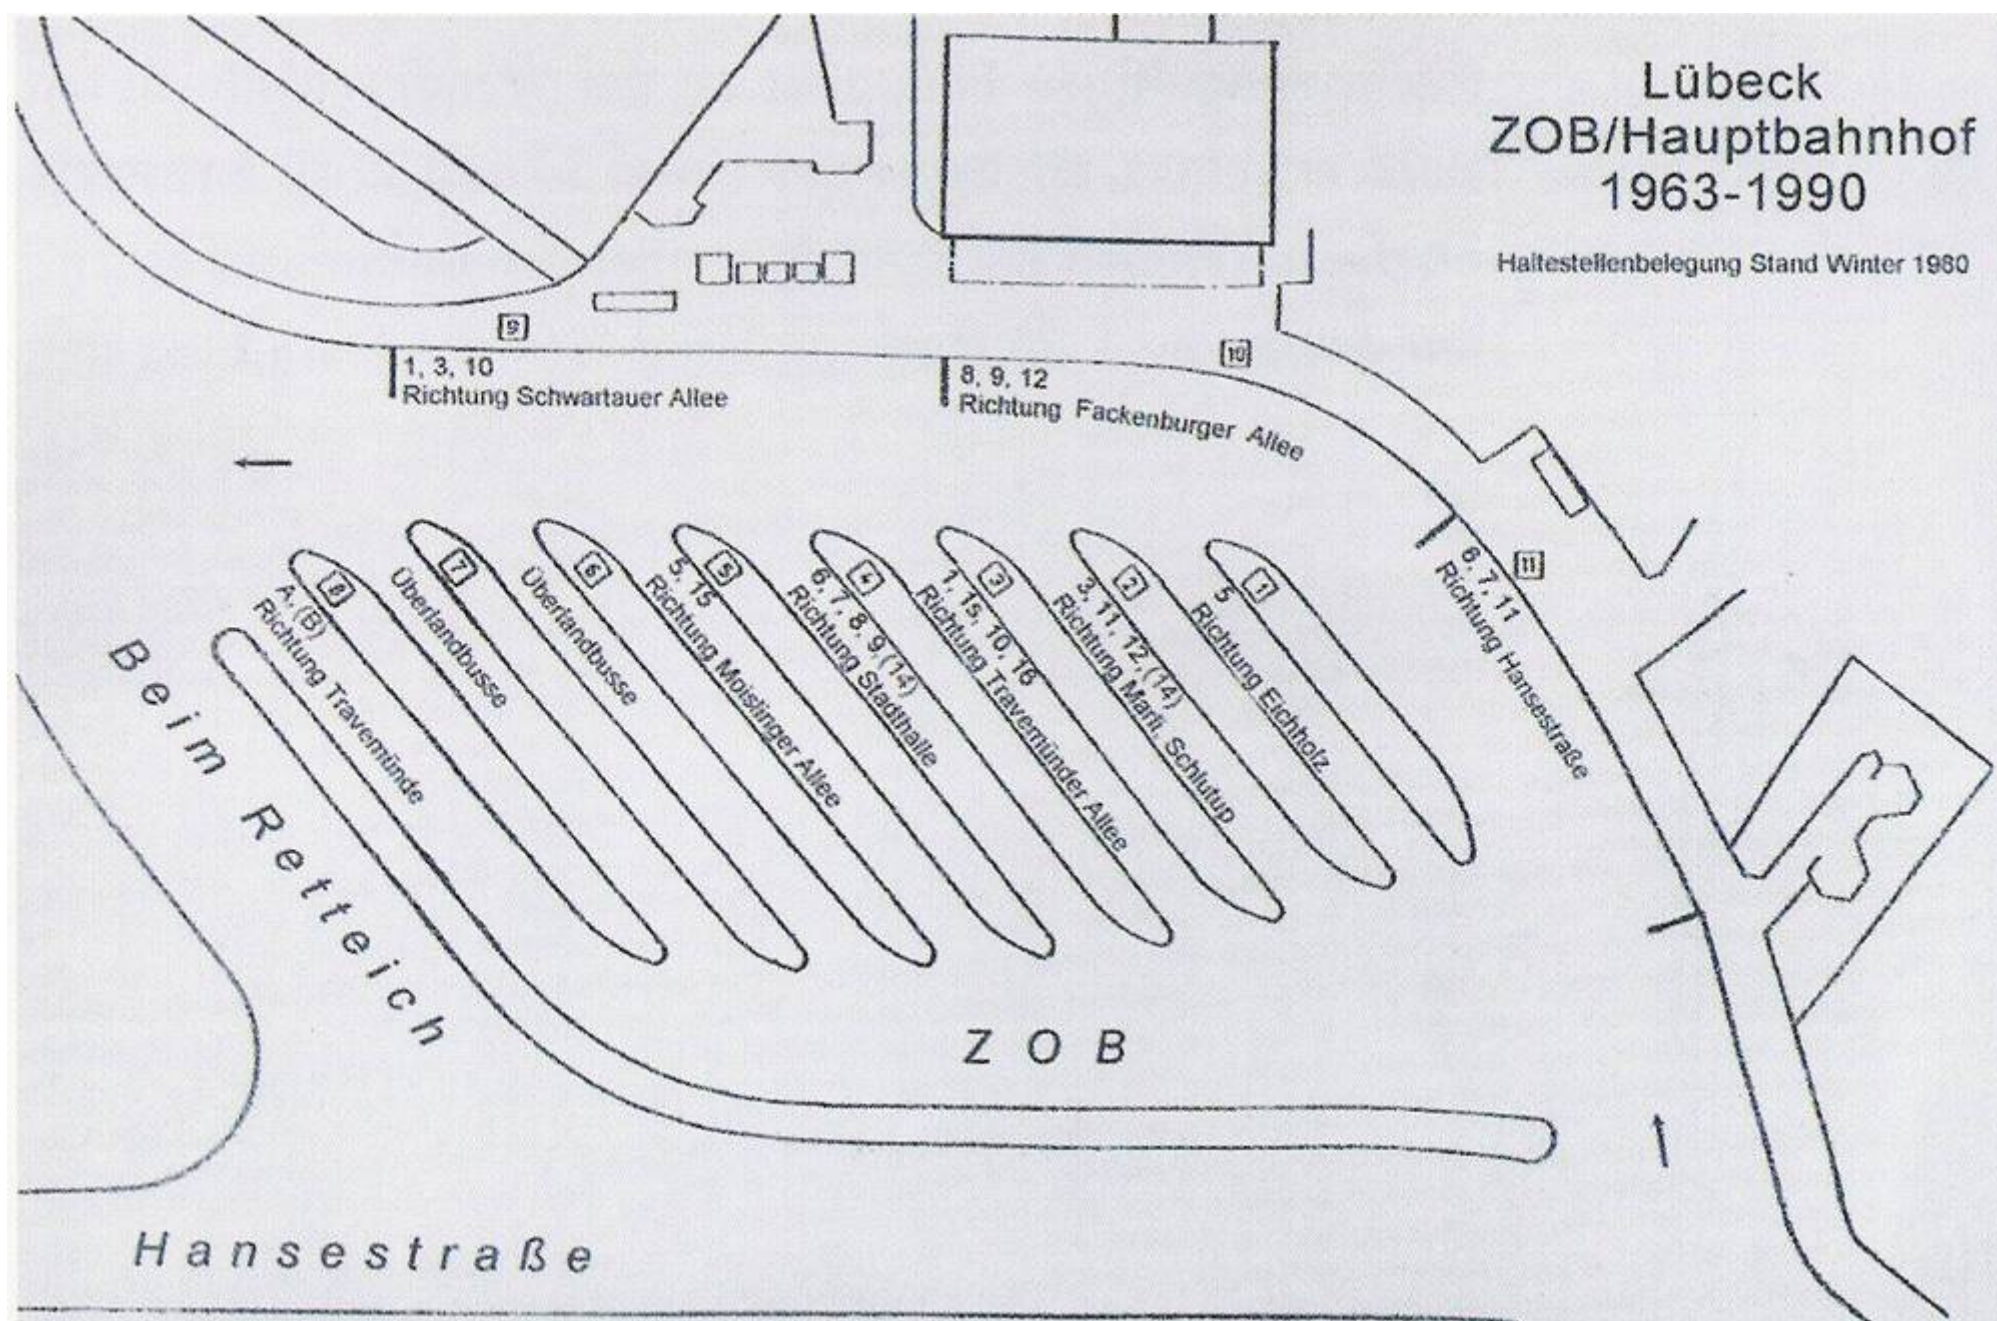 Lübeck
ZOB/Hauptbahnhof
1963-1990
Haltestellenbelegung Stand Winter 1980
9
1, 3, 10
Richtung Schwartauer Allee
10
8, 9, 12
Richtung Fackenburger Allee
11
6, 7, 11
Richtung Hansestraße
8
A, (B)
Richtung Travemünde
7
Überlandbusse
6
Überlandbusse
5
5, 15
Richtung Moislinger Allee
4
6, 7, 8, 9,(14)
Richtung Stadthalle
3
1, 1s, 10, 16
Richtung Travemünder Allee
2
3, 11, 12,(14)
Richtung Marli, Schlutup
1
5
Richtung Eichholz
Beim Retteich
ZOB
Hansestraße